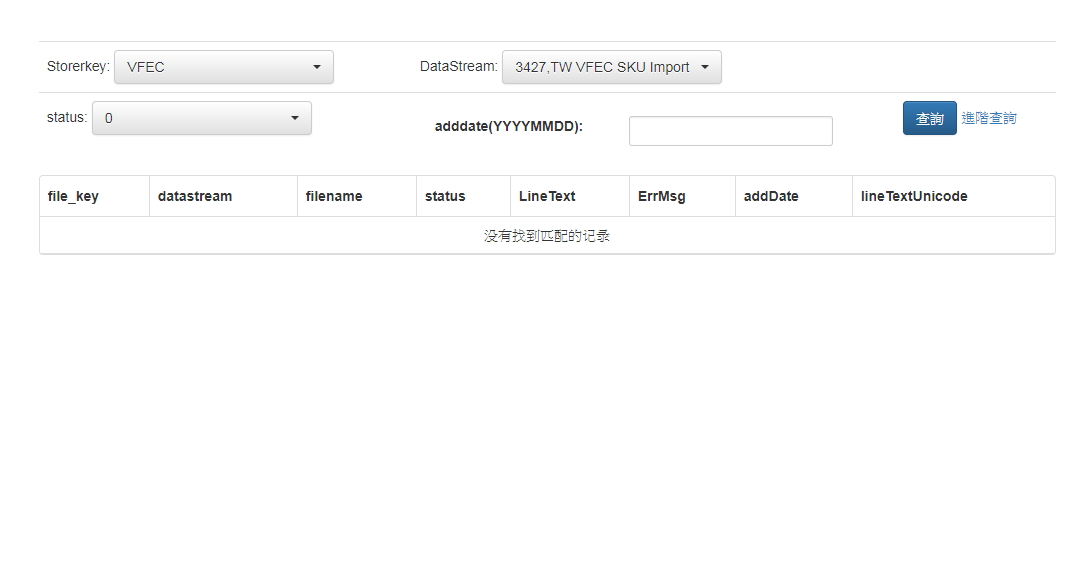 Storerkey: VFEC DataStream: 3427,TW VFEC SKU Import
status: 0 adddate(YYYYMMDD): 查詢 進階查詢
file_key datastream filename status LineText ErrMsg addDate lineTextUnicode
没有找到匹配的记录